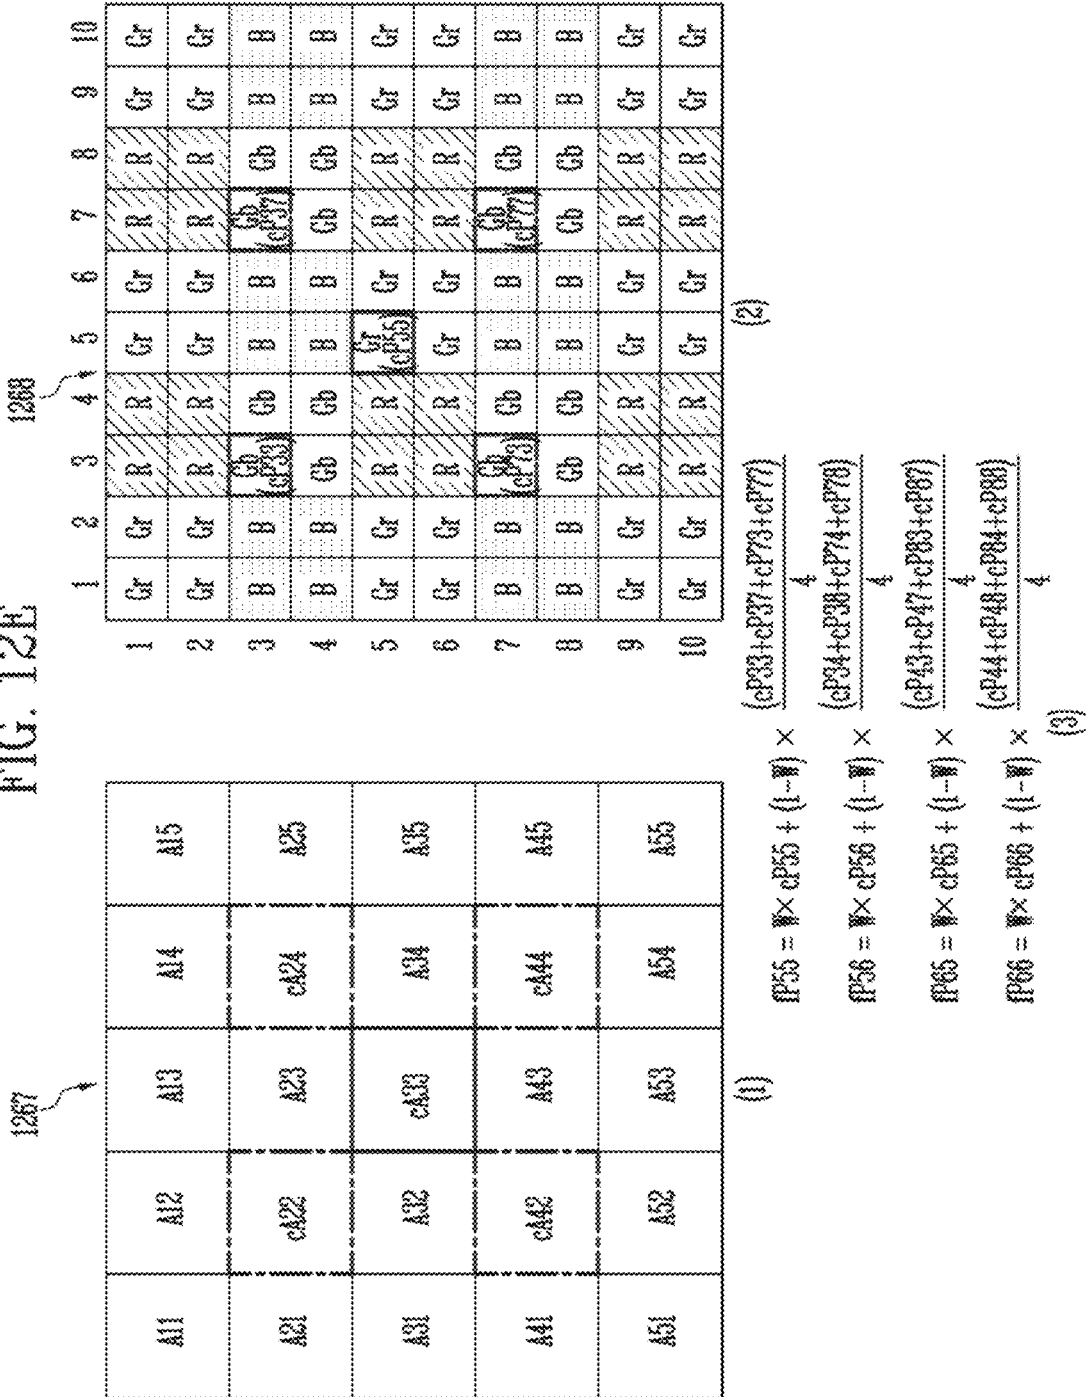 FIG. 12E
1267
A11 A12 A13 A14 A15
A21 cA22 A23 cA24 A25
A31 A32 cA33 A34 A35
A41 cA42 A43 cA44 A45
A51 A52 A53 A54 A55
(1)
1268
1 2 3 4 5 6 7 8 9 10
1 Gr Gr R R Gr Gr R R Gr Gr
2 Gr Gr R R Gr Gr R R Gr Gr
3 B B Gb (cP33) Gb B B Gb (cP37) Gb B B
4 B B Gb Gb B B Gb Gb B B
5 Gr Gr R R Gr (cP55) Gr R R Gr Gr
6 Gr Gr R R Gr Gr R R Gr Gr
7 B B Gb (cP73) Gb B B Gb (cP77) Gb B B
8 B B Gb Gb B B Gb Gb B B
9 Gr Gr R R Gr Gr R R Gr Gr
10 Gr Gr R R Gr Gr R R Gr Gr
(2)
fP55 = W× cP55 + (1-W) × (cP33+cP37+cP73+cP77)
4
fP56 = W× cP56 + (1-W) × (cP34+cP38+cP74+cP78)
4
fP65 = W× cP65 + (1-W) × (cP43+cP47+cP83+cP87)
4
fP66 = W× cP66 + (1-W) × (cP44+cP48+cP84+cP88)
4
(3)